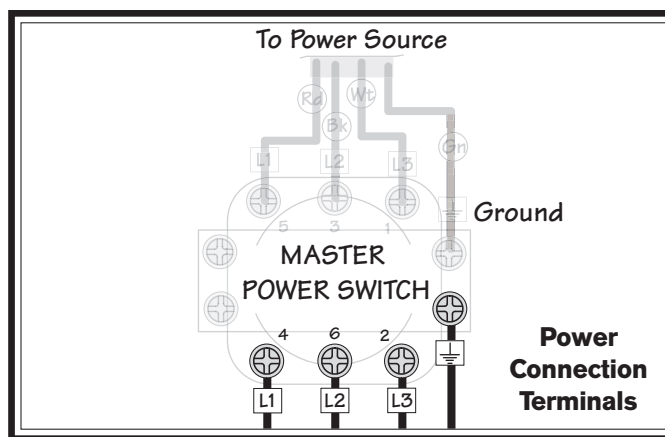 To Power Source
Rd
Wt
Bk
Gn
L1 L2 L3
Ground
5 3 1
MASTER
POWER SWITCH
4 6 2
Power
Connection
Terminals
L1 L2 L3